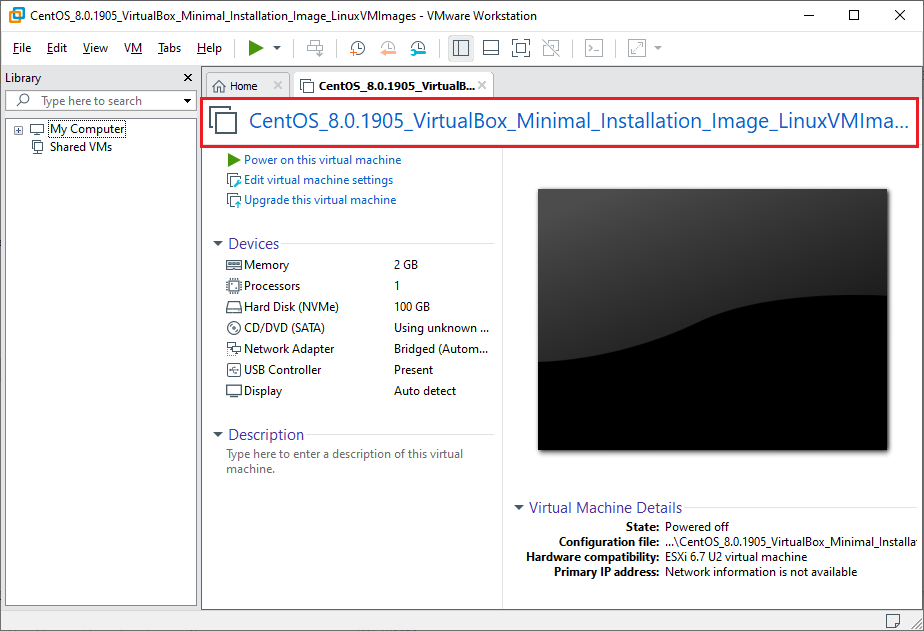 CentOS_8.0.1905_VirtualBox_Minimal_Installation_Image_LinuxVMImages - VMware Workstation
File Edit View VM Tabs Help
Library
Type here to search
My Computer
Shared VMs
Home
CentOS_8.0.1905_VirtualB...
CentOS_8.0.1905_VirtualBox_Minimal_Installation_Image_LinuxVMIma...
Power on this virtual machine
Edit virtual machine settings
Upgrade this virtual machine
Devices
Memory 2 GB
Processors 1
Hard Disk (NVMe) 100 GB
CD/DVD (SATA) Using unknown ...
Network Adapter Bridged (Autom...
USB Controller Present
Display Auto detect
Description
Type here to enter a description of this virtual
machine.
Virtual Machine Details
State: Powered off
Configuration file: ...\CentOS_8.0.1905_VirtualBox_Minimal_Installa
Hardware compatibility: ESXi 6.7 U2 virtual machine
Primary IP address: Network information is not available